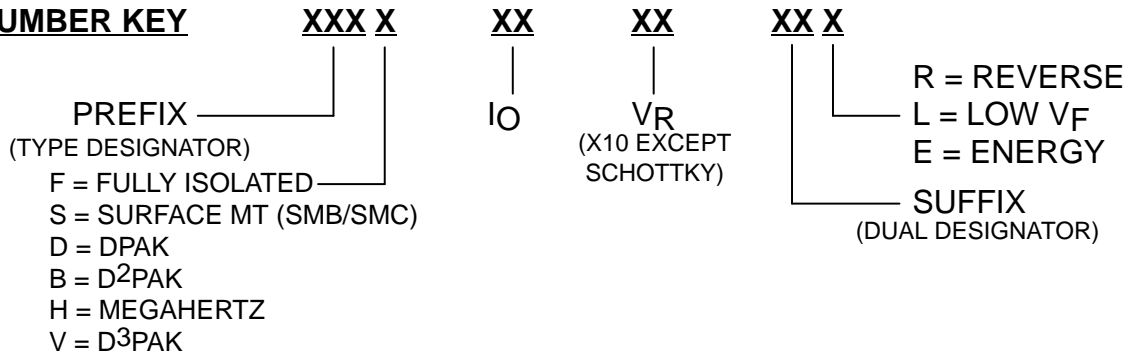 UMBER KEY XXX X XX XX XX X
PREFIX
(TYPE DESIGNATOR)
F = FULLY ISOLATED
S = SURFACE MT (SMB/SMC)
D = DPAK
B = D2PAK
H = MEGAHERTZ
V = D3PAK
IO
VR
(X10 EXCEPT
SCHOTTKY)
R = REVERSE
L = LOW VF
E = ENERGY
SUFFIX
(DUAL DESIGNATOR)